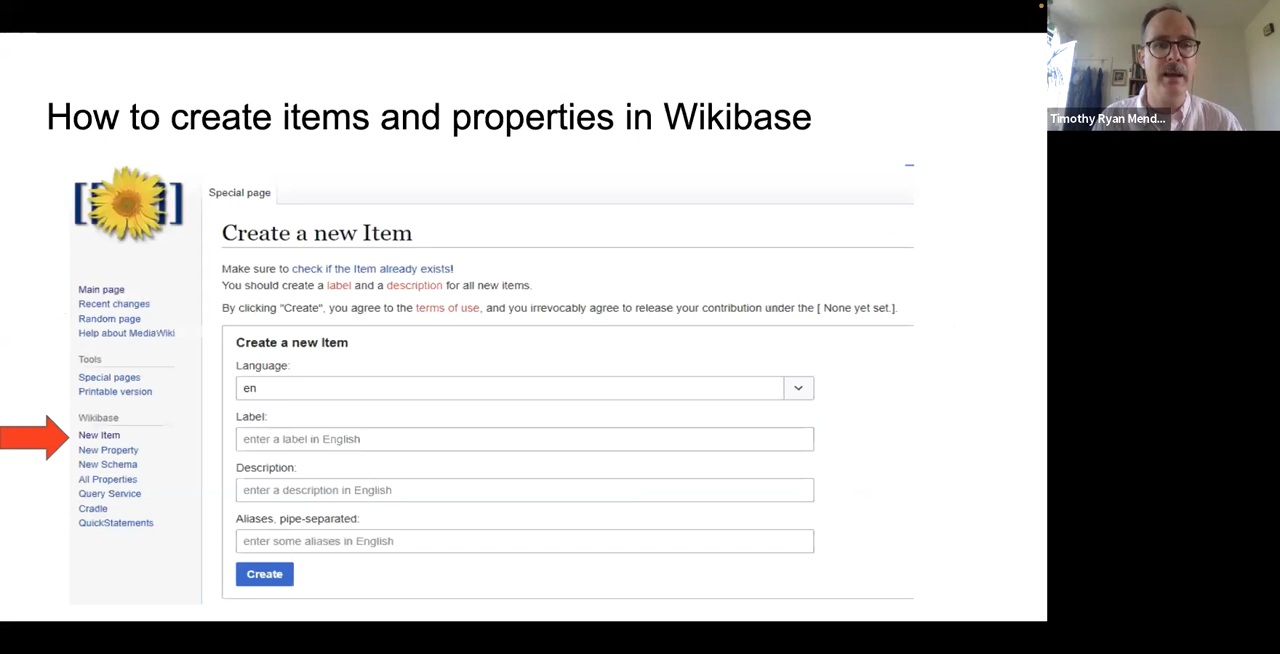 How to create items and properties in Wikibase
Timothy Ryan Mend...
Special page
Create a new Item
Make sure to check if the Item already exists!
You should create a label and a description for all new items.
By clicking "Create", you agree to the terms of use, and you irrevocably agree to release your contribution under the [ None yet set.].
Main page
Recent changes
Random page
Help about MediaWiki
Tools
Special pages
Printable version
Wikibase
New Item
New Property
New Schema
All Properties
Query Service
Cradle
QuickStatements
Create a new Item
Language:
en
Label:
enter a label in English
Description:
enter a description in English
Aliases, pipe-separated:
enter some aliases in English
Create